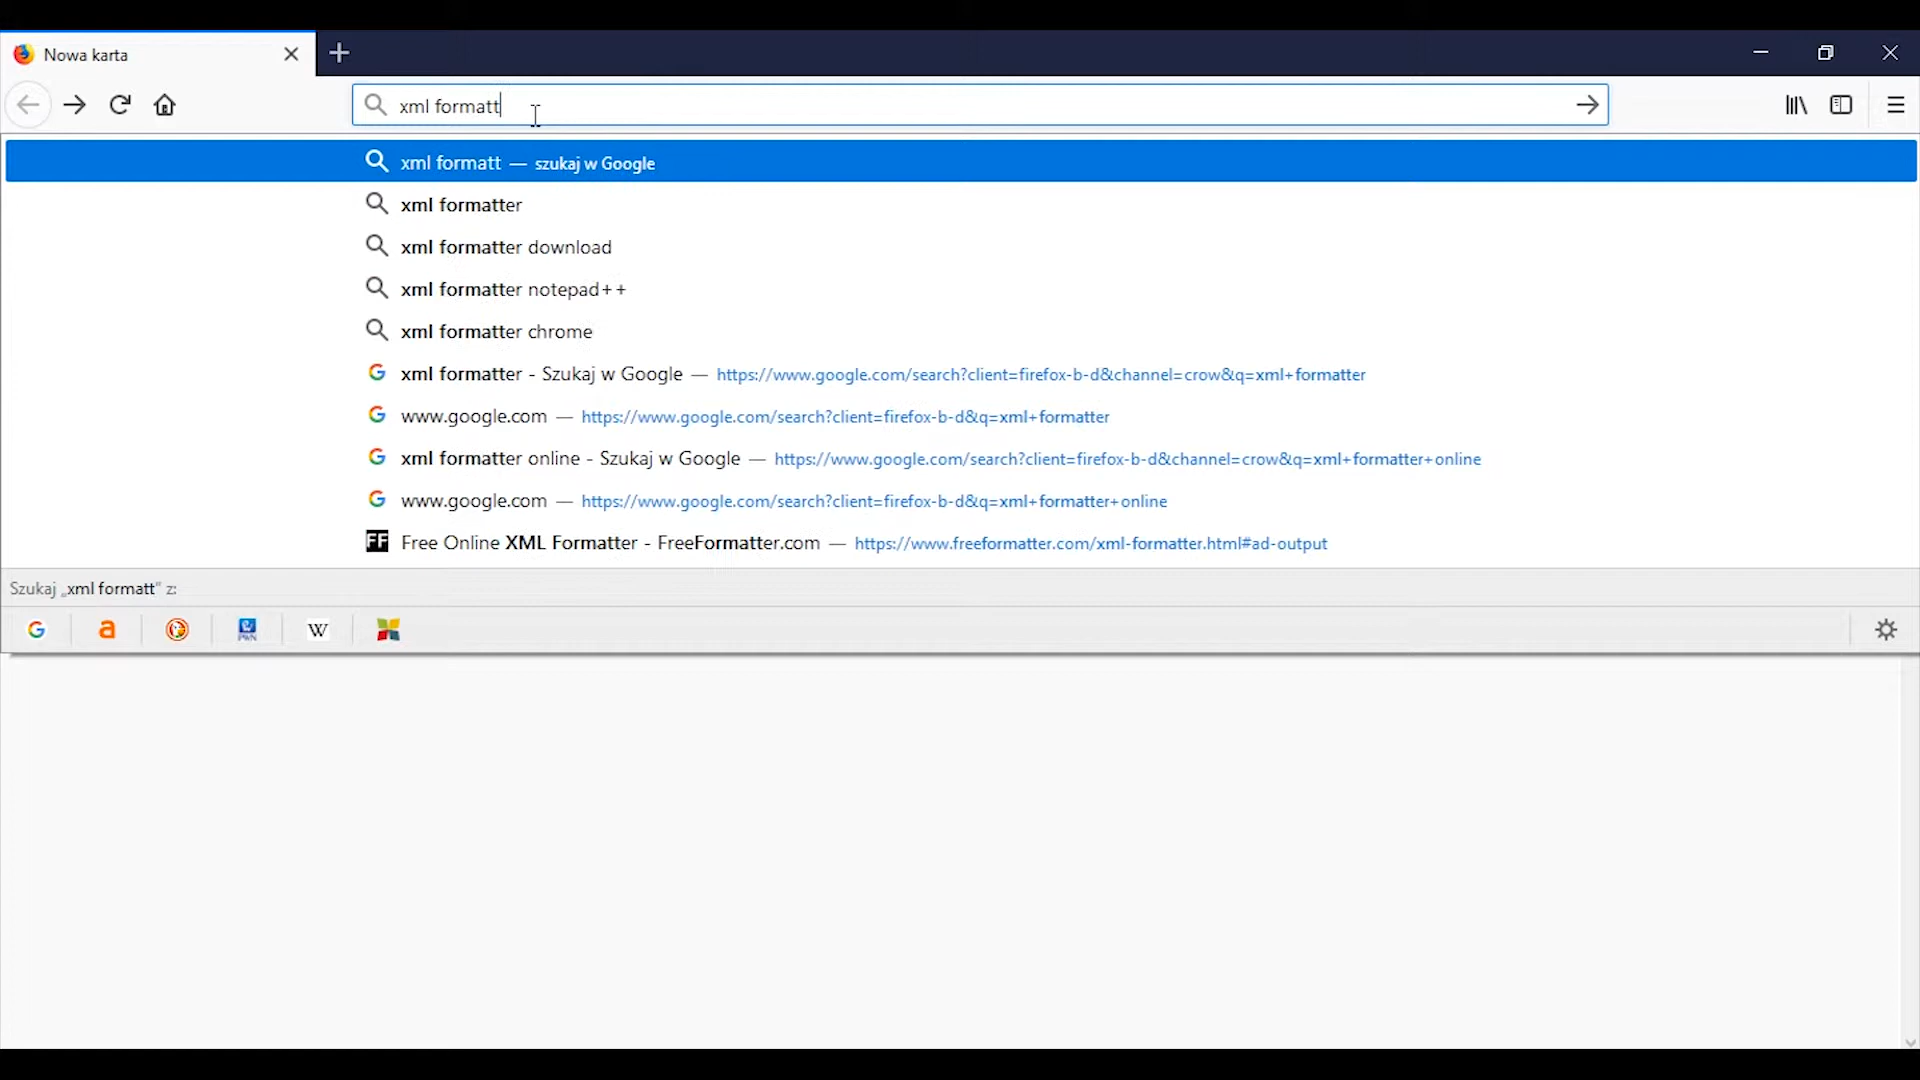 Nowa karta
xml formatt
xml formatt — szukaj w Google
xml formatter
xml formatter download
xml formatter notepad++
xml formatter chrome
xml formatter - Szukaj w Google — https://www.google.com/search?client=firefox-b-d&channel=crow&q=xml+formatter
www.google.com — https://www.google.com/search?client=firefox-b-d&q=xml+formatter
xml formatter online - Szukaj w Google — https://www.google.com/search?client=firefox-b-d&channel=crow&q=xml+formatter+online
www.google.com — https://www.google.com/search?client=firefox-b-d&q=xml+formatter+online
FF Free Online XML Formatter - FreeFormatter.com — https://www.freeformatter.com/xml-formatter.html#ad-output
Szukaj „xml formatt” z:
G a PWN W